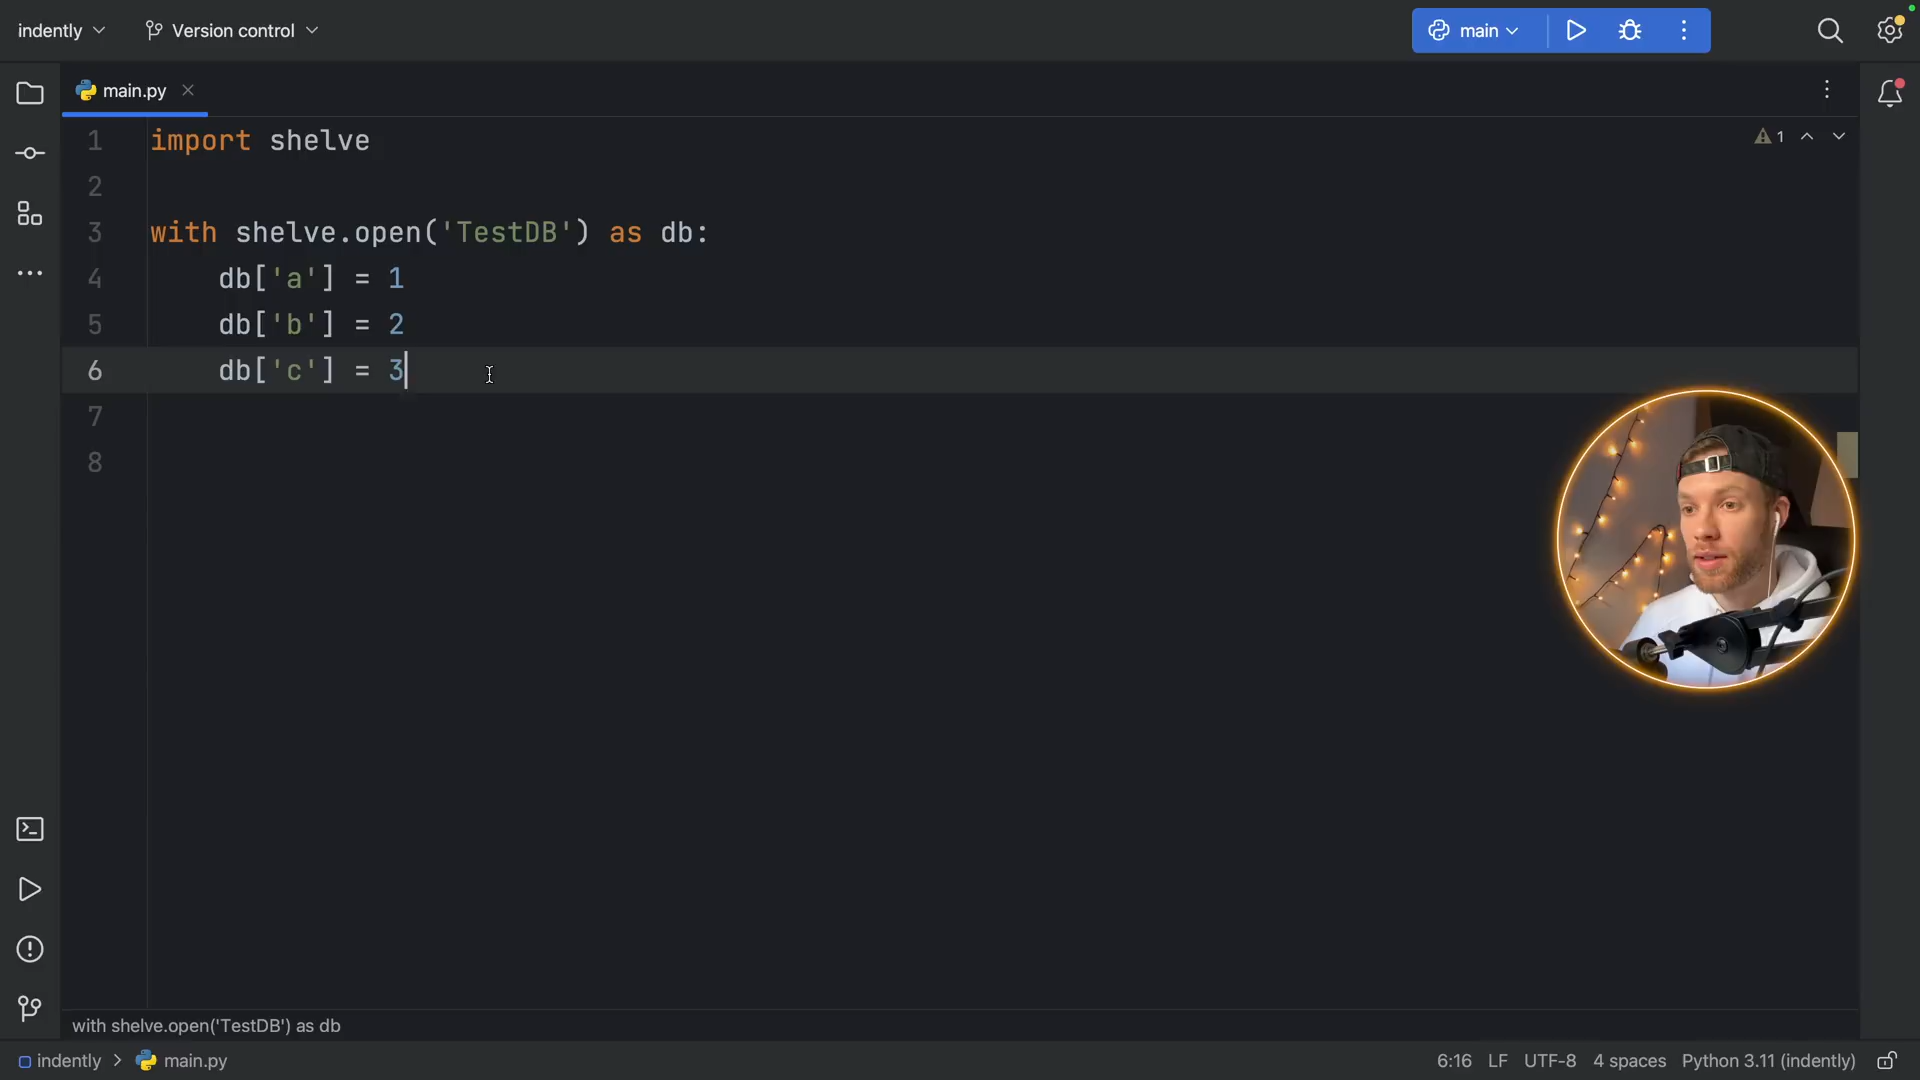 indently
Version control
main
main.py
1
1 import shelve
2
3 with shelve.open('TestDB') as db:
4     db['a'] = 1
5     db['b'] = 2
6     db['c'] = 3
7
8
with shelve.open('TestDB') as db
indently > main.py
6:16 LF UTF-8 4 spaces Python 3.11 (indently)